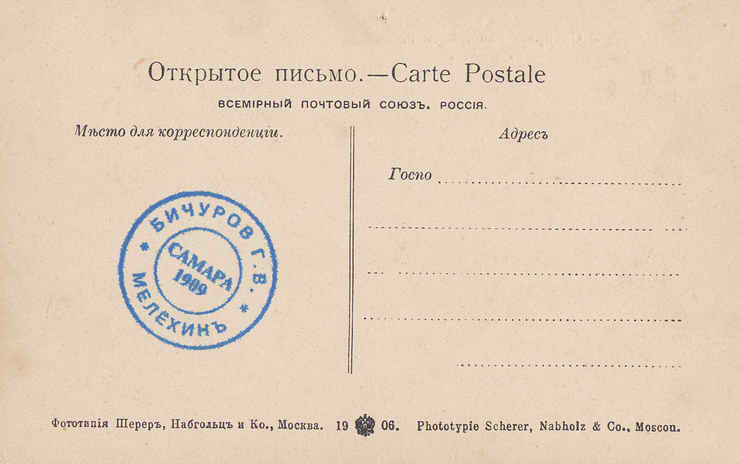 Открытое письмо.—Carte Postale
ВСЕМІРНЫЙ ПОЧТОВЫЙ СОЮЗЪ. РОССІЯ.
Мѣсто для корреспонденціи.
Адресъ
Госпо
БИЧУРОВ Г.В.
САМАРА
1909
* МЕЛЕХИНЪ *
Фототипія Шереръ, Набгольцъ и Ко., Москва. 19 06. Phototypie Scherer, Nabholz & Co., Moscou.